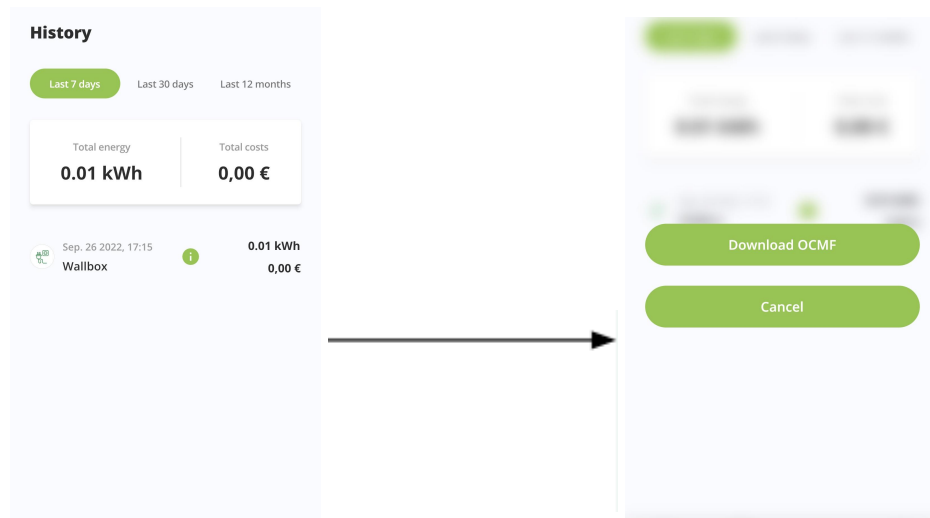 History
Last 7 days Last 30 days Last 12 months
Total energy Total costs
0.01 kWh 0,00 €
Sep. 26 2022, 17:15 i 0.01 kWh
Wallbox 0,00 €
Download OCMF
Cancel